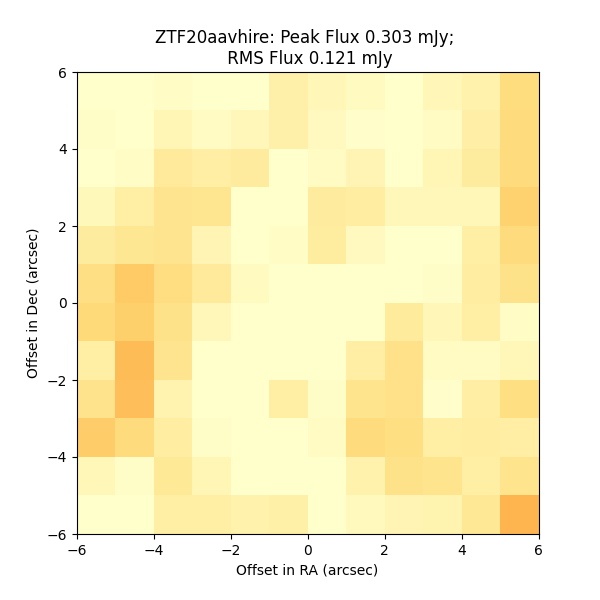 ZTF20aavhire: Peak Flux 0.303 mJy;
RMS Flux 0.121 mJy
6
4
2
0
−2
−4
−6
Offset in Dec (arcsec)
−6 −4 −2 0 2 4 6
Offset in RA (arcsec)